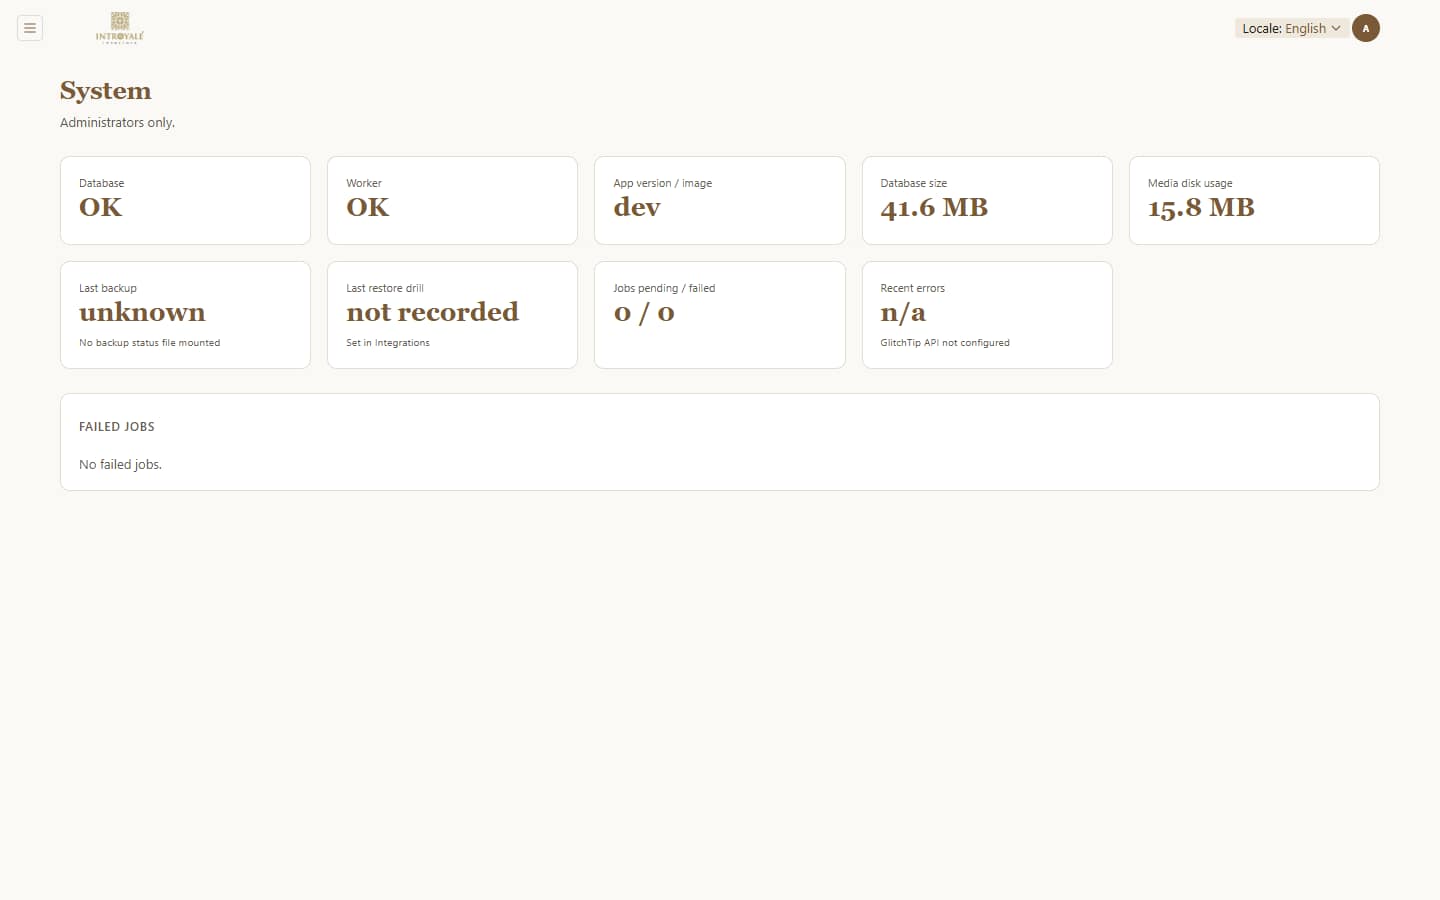 INTROYALÉ
Locale: English
A
System
Administrators only.
Database
OK
Worker
OK
App version / image
dev
Database size
41.6 MB
Media disk usage
15.8 MB
Last backup
unknown
No backup status file mounted
Last restore drill
not recorded
Set in Integrations
Jobs pending / failed
0 / 0
Recent errors
n/a
GlitchTip API not configured
FAILED JOBS
No failed jobs.